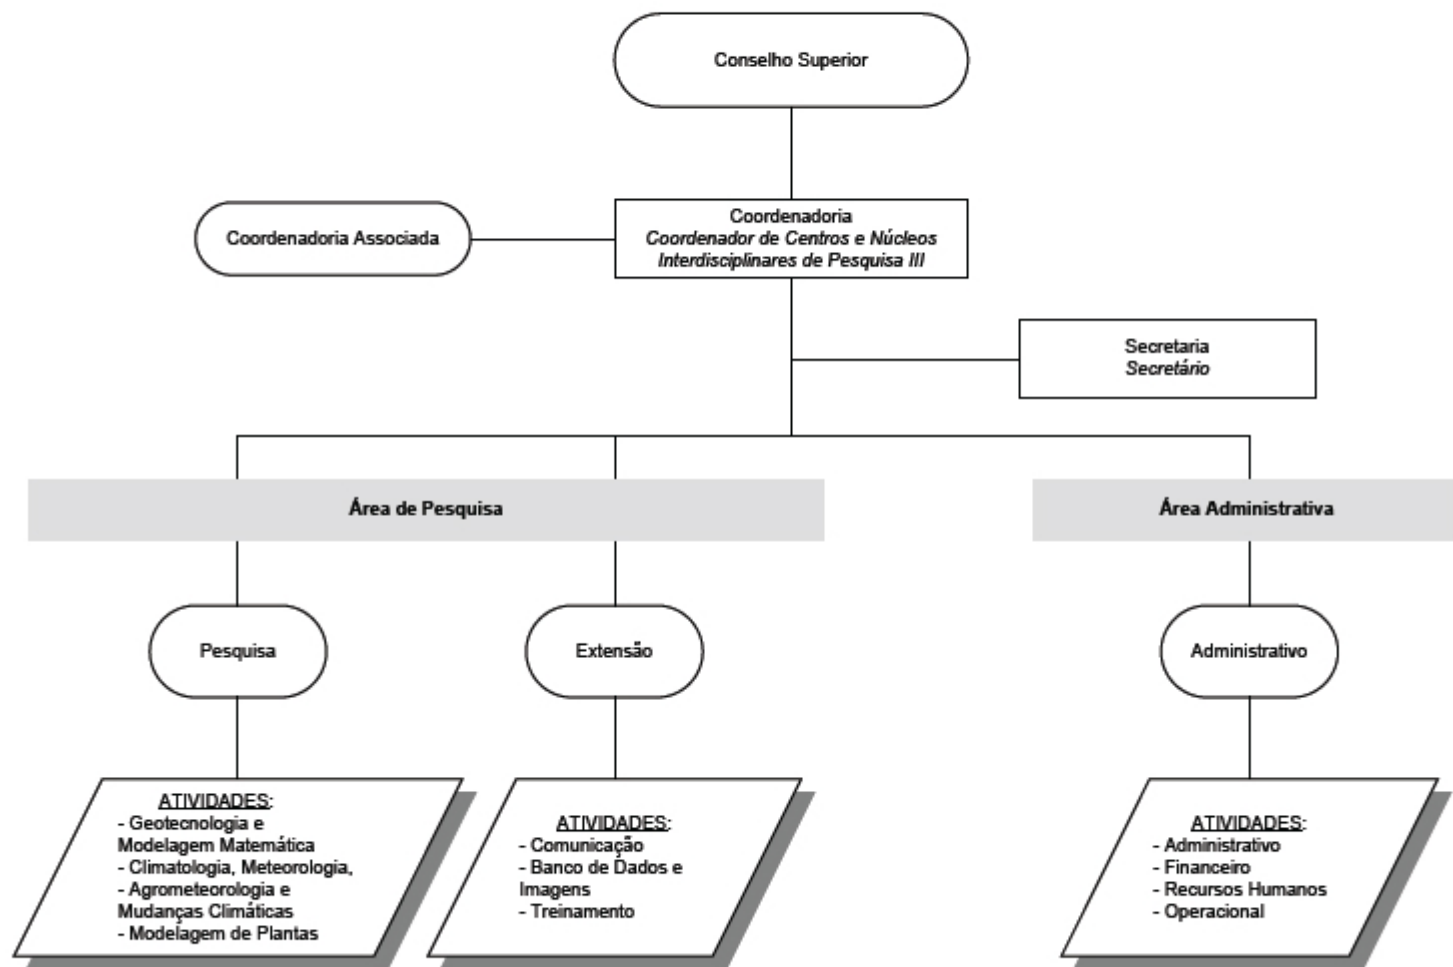 Conselho Superior
Coordenadoria Associada
Coordenadoria
Coordenador de Centros e Núcleos
Interdisciplinares de Pesquisa III
Secretaria
Secretário
Área de Pesquisa
Área Administrativa
Pesquisa
Extensão
Administrativo
ATIVIDADES:
- Geotecnologia e
Modelagem Matemática
- Climatologia, Meteorologia,
- Agrometeorologia e
Mudanças Climáticas
- Modelagem de Plantas
ATIVIDADES:
- Comunicação
- Banco de Dados e
Imagens
- Treinamento
ATIVIDADES:
- Administrativo
- Financeiro
- Recursos Humanos
- Operacional